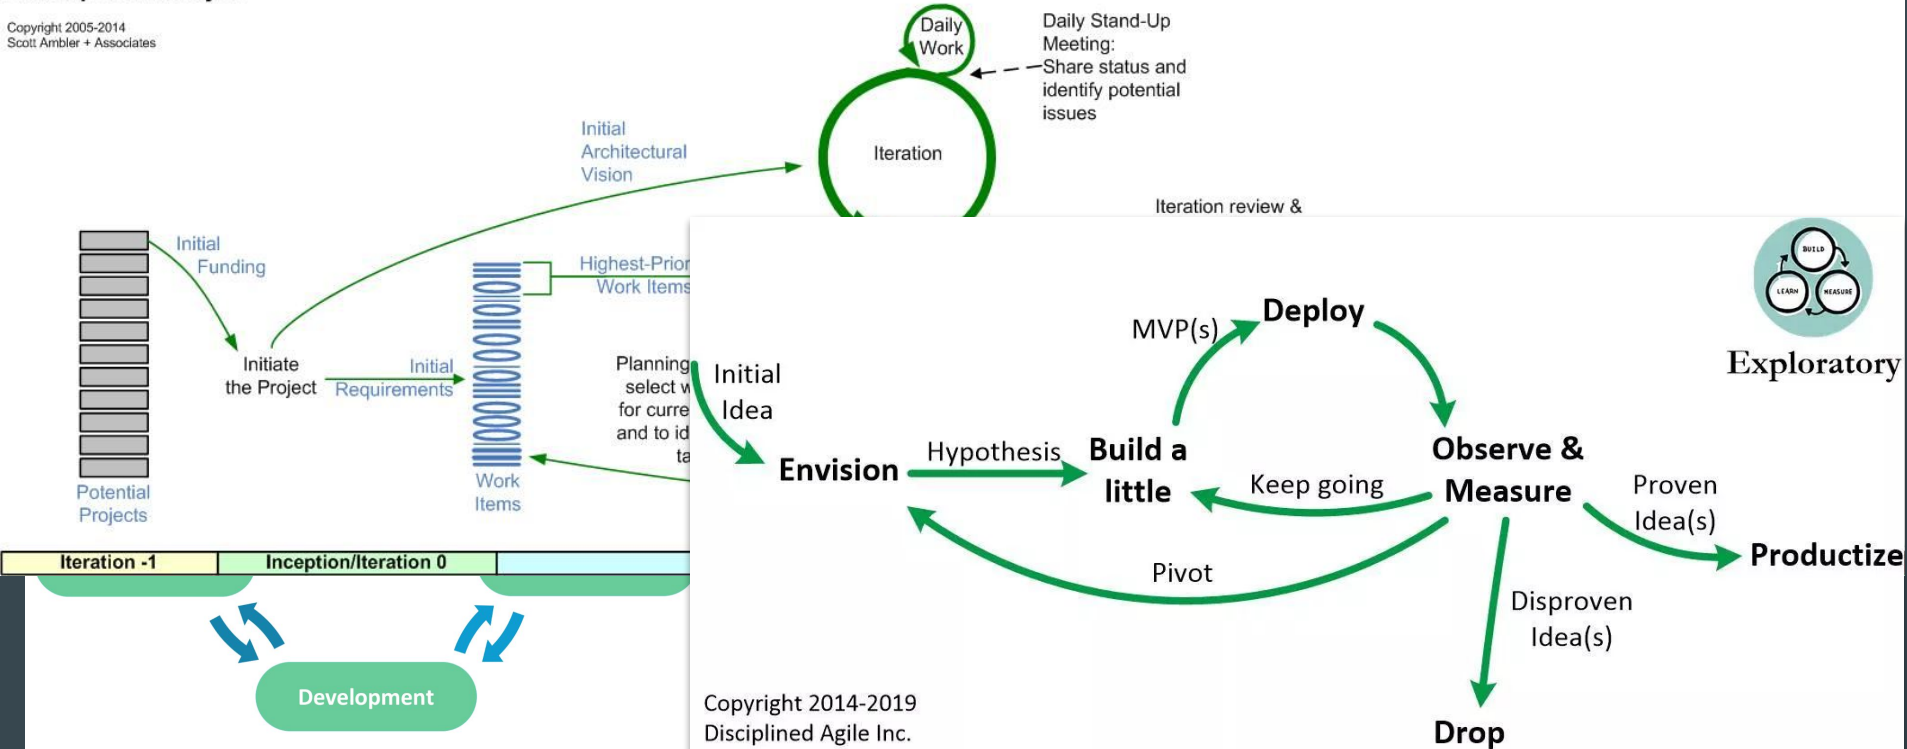 Copyright 2005-2014
Scott Ambler + Associates
Daily
Work
Daily Stand-Up
Meeting:
Share status and
identify potential
issues
Initial
Architectural
Vision
Iteration
Iteration review &
Initial
Funding
Highest-Prior
Work Items
Initiate
the Project
Initial
Requirements
Planning
select w
for curre
and to id
ta
Work
Items
Potential
Projects
Iteration -1
Inception/Iteration 0
Development
BUILD
LEARN
MEASURE
Exploratory
Deploy
MVP(s)
Initial
Idea
Envision
Hypothesis
Build a
little
Observe &
Measure
Keep going
Proven
Idea(s)
Productize
Pivot
Disproven
Idea(s)
Drop
Copyright 2014-2019
Disciplined Agile Inc.